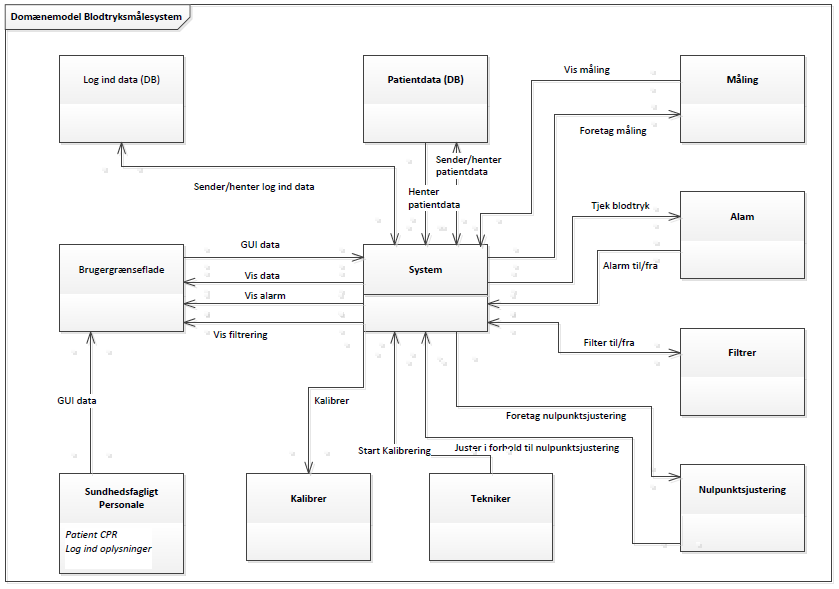 Domænemodel Blodtryksmålesystem
Log ind data (DB)
Patientdata (DB)
Måling
Vis måling
Foretag måling
Sender/henter
patientdata
Sender/henter log ind data
Henter
patientdata
Tjek blodtryk
Alam
GUI data
Brugergrænseflade
System
Alarm til/fra
Vis data
Vis alarm
Vis filtrering
Filter til/fra
Filtrer
GUI data
Kalibrer
Foretag nulpunktsjustering
Start Kalibrering
Juster i forhold til nulpunktsjustering
Sundhedsfagligt
Personale
Patient CPR
Log ind oplysninger
Kalibrer
Tekniker
Nulpunktsjustering